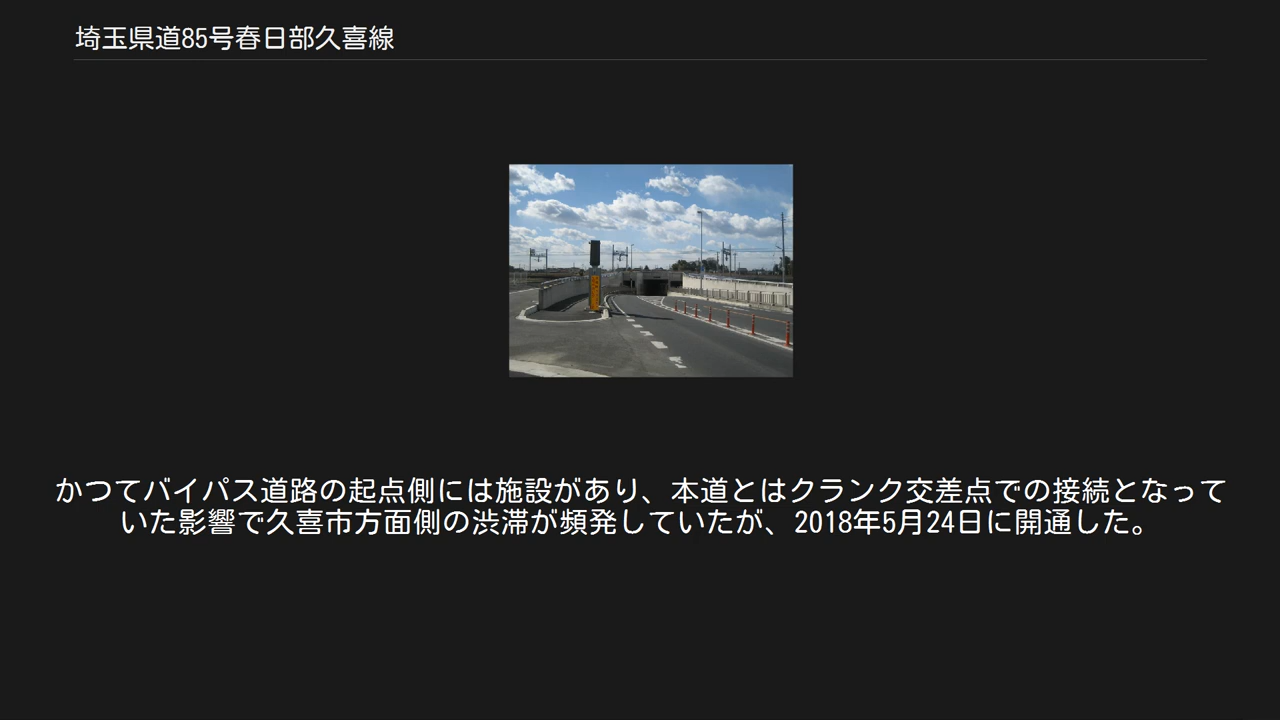 埼玉県道85号春日部久喜線
かつてバイパス道路の起点側には施設があり、本道とはクランク交差点での接続となって
いた影響で久喜市方面側の渋滞が頻発していたが、2018年5月24日に開通した。